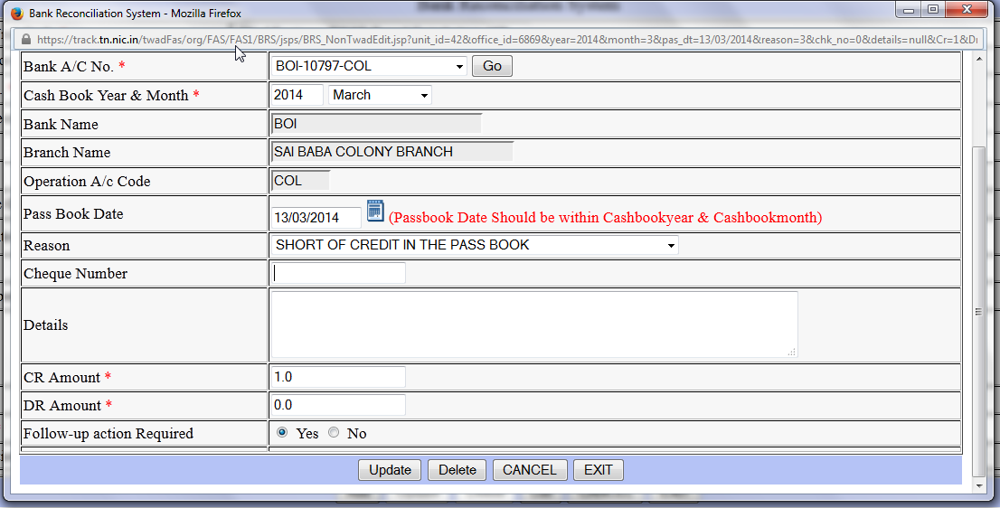 Bank Reconciliation System - Mozilla Firefox
https://track.tn.nic.in/twadFas/org/FAS/FAS1/BRS/jsps/BRS_NonTwadEdit.jsp?unit_id=42&office_id=6869&year=2014&month=3&pas_dt=13/03/2014&reason=3&chk_no=0&details=null&Cr=1&D
Bank A/C No. * BOI-10797-COL Go
Cash Book Year & Month * 2014 March
Bank Name BOI
Branch Name SAI BABA COLONY BRANCH
Operation A/c Code COL
Pass Book Date 13/03/2014 (Passbook Date Should be within Cashbookyear & Cashbookmonth)
Reason SHORT OF CREDIT IN THE PASS BOOK
Cheque Number
Details
CR Amount * 1.0
DR Amount * 0.0
Follow-up action Required Yes No
Update Delete CANCEL EXIT